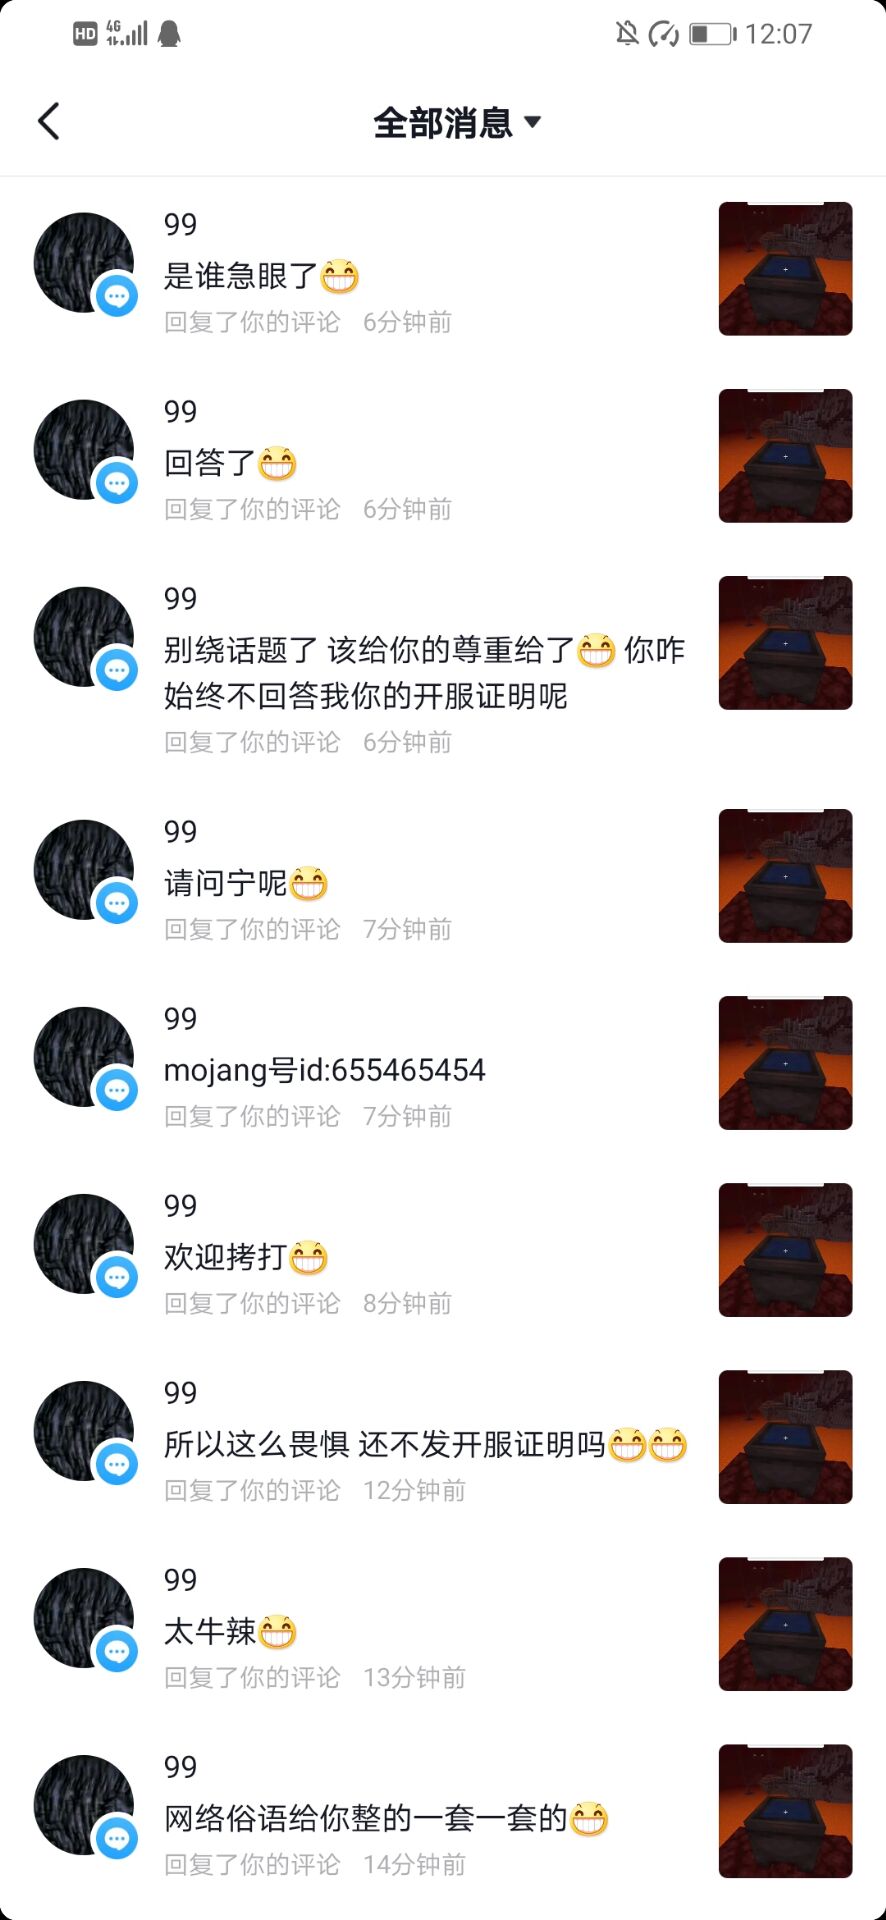 HD 4G 12:07
全部消息
99
是谁急眼了😁
回复了你的评论 6分钟前
99
回答了😁
回复了你的评论 6分钟前
99
别绕话题了 该给你的尊重给了😁 你咋
始终不回答我你的开服证明呢
回复了你的评论 6分钟前
99
请问宁呢😁
回复了你的评论 7分钟前
99
mojang号id:655465454
回复了你的评论 7分钟前
99
欢迎拷打😁
回复了你的评论 8分钟前
99
所以这么畏惧 还不发开服证明吗😁😁
回复了你的评论 12分钟前
99
太牛辣😁
回复了你的评论 13分钟前
99
网络俗语给你整的一套一套的😁
回复了你的评论 14分钟前